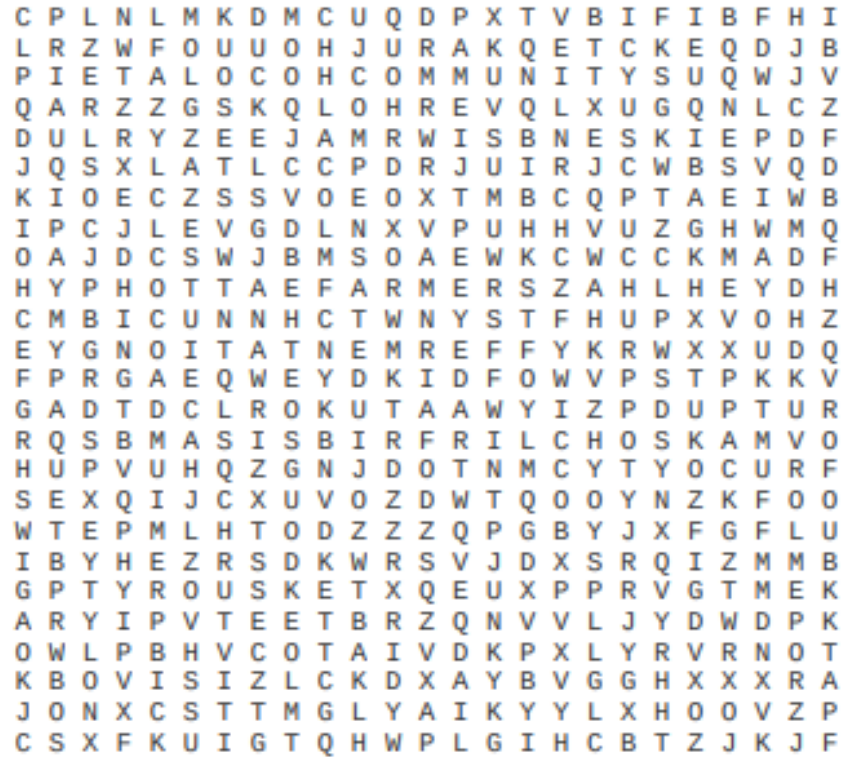 C P L N L M K D M C U Q D P X T V B I F I B F H I
L R Z W F O U U O H J U R A K Q E T C K E Q D J B
P I E T A L O C O H C O M M U N I T Y S U Q W J V
Q A R Z Z G S K Q L O H R E V Q L X U G Q N L C Z
D U L R Y Z E E J A M R W I S B N E S K I E P D F
J Q S X L A T L C C P D R J U I R J C W B S V Q D
K I O E C Z S S V O E O X T M B C Q P T A E I W B
I P C J L E V G D L N X V P U H H V U Z G H W M Q
O A J D C S W J B M S O A E W K C W C C K M A D F
H Y P H O T T A E F A R M E R S Z A H L H E Y D H
C M B I C U N N H C T W N Y S T F H U P X V O H Z
E Y G N O I T A T N E M R E F F Y K R W X X U D Q
F P R G A E Q W E Y D K I D F O W V P S T P K K V
G A D T D C L R O K U T A A W Y I Z P D U P T U R
R Q S B M A S I S B I R F R I L C H O S K A M V O
H U P V U H Q Z G N J D O T N M C Y T Y O C U R F
S E X Q I J C X U V O Z D W T Q O O Y N Z K F O O
W T E P M L H T O D Z Z Z Q P G B Y J X F G F L U
I B Y H E Z R S D K W R S V J D X S R Q I Z M M B
G P T Y R O U S K E T X Q E U X P P R V G T M E K
A R Y I P V T E E T B R Z Q N V V L J Y D W D P K
O W L P B H V C O T A I V D K P X L Y R V R N O T
K B O V I S I Z L C K D X A Y B V G G H X X X R A
J O N X C S T T M G L Y A I K Y Y L X H O O V Z P
C S X F K U I G T Q H W P L G I H C B T Z J K J F